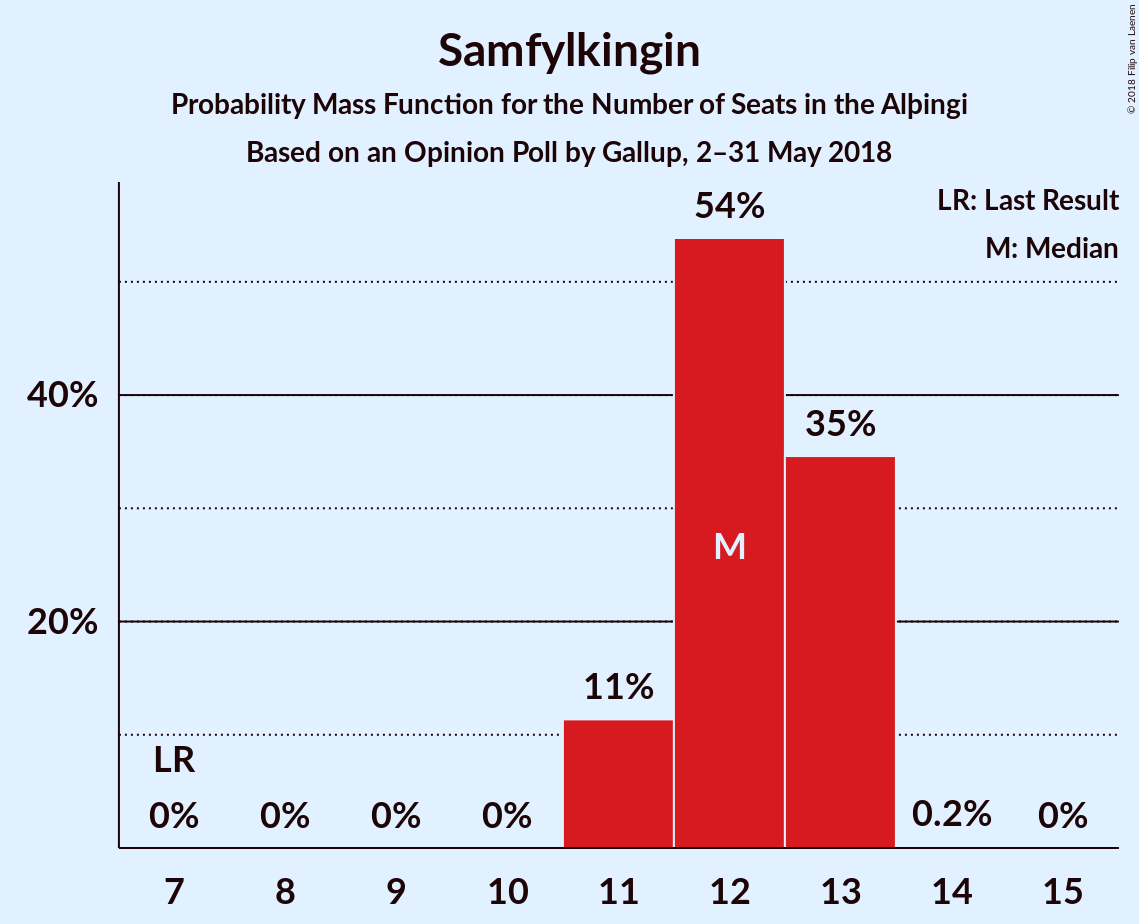 Samfylkingin
Probability Mass Function for the Number of Seats in the Alþingi
Based on an Opinion Poll by Gallup, 2–31 May 2018
© 2018 Filip van Laenen
LR: Last Result
M: Median
54%
40%
35%
M
20%
11%
LR
0% 0% 0% 0% 0.2% 0%
7 8 9 10 11 12 13 14 15